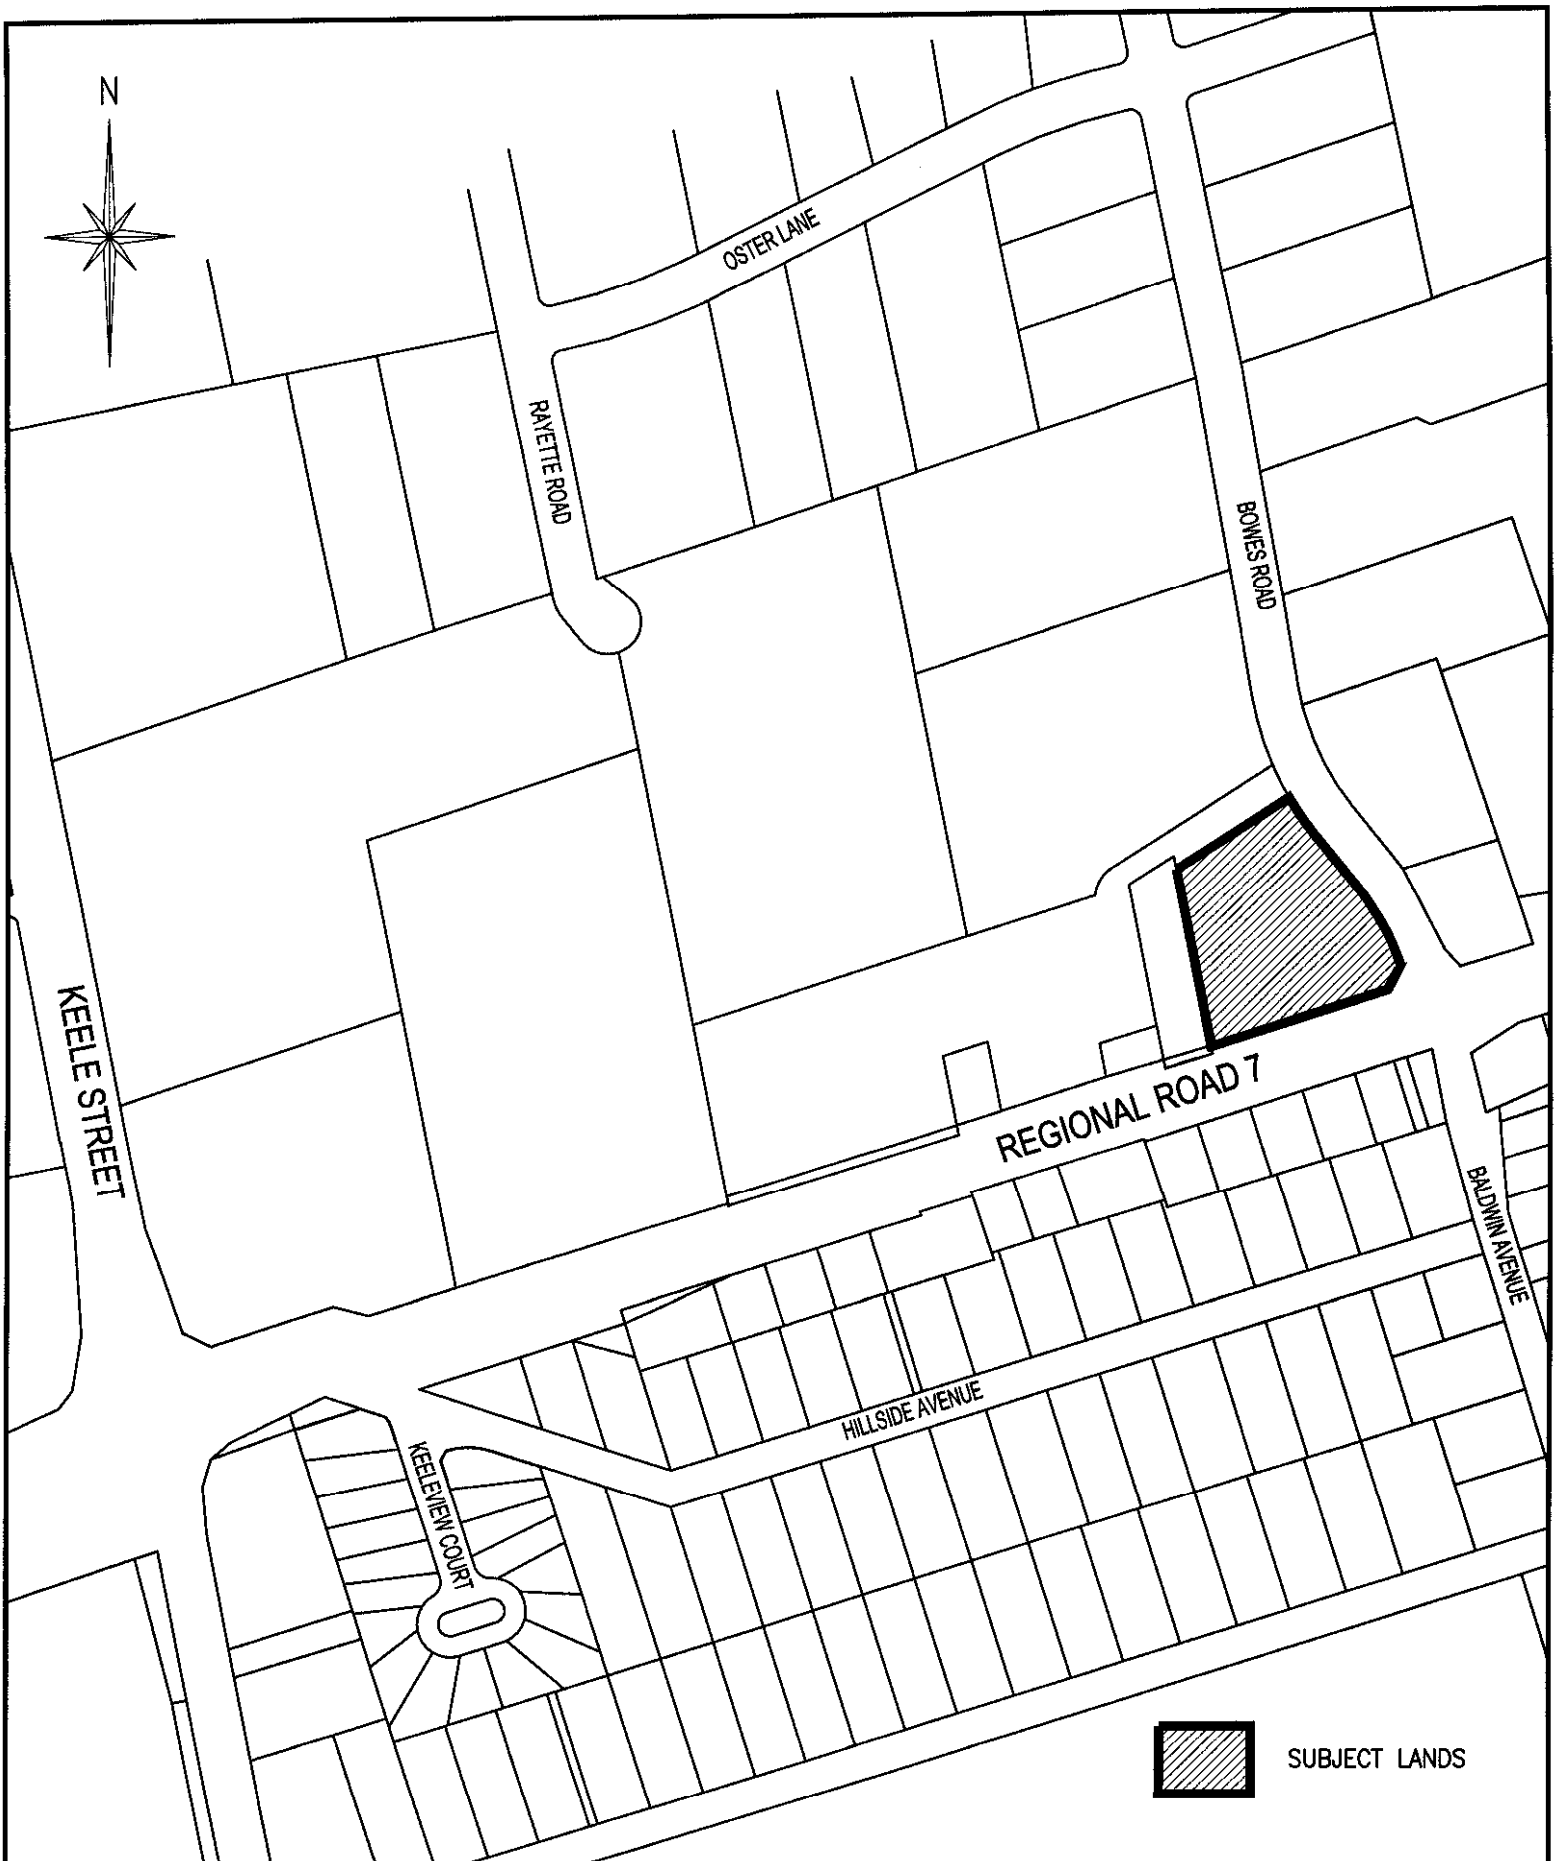 N
OSTER LANE
RAYETTE ROAD
BOWES ROAD
KEELE STREET
REGIONAL ROAD 7
BALDWIN AVENUE
HILLSIDE AVENUE
KEELEVIEW COURT
SUBJECT LANDS